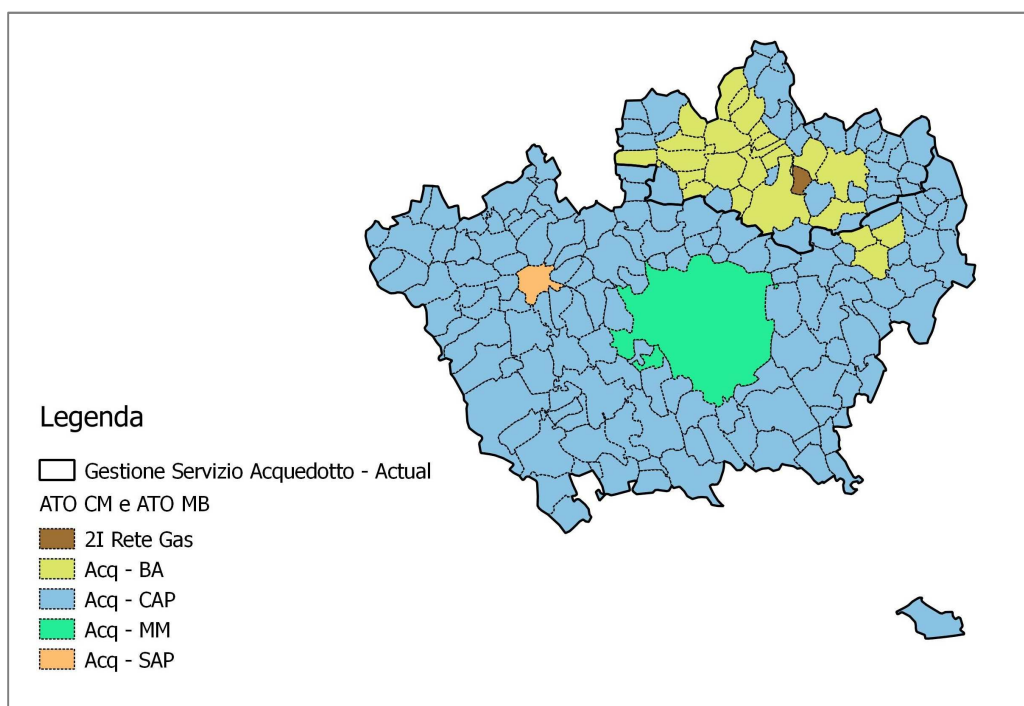 Legenda
Gestione Servizio Acquedotto - Actual
ATO CM e ATO MB
2I Rete Gas
Acq - BA
Acq - CAP
Acq - MM
Acq - SAP